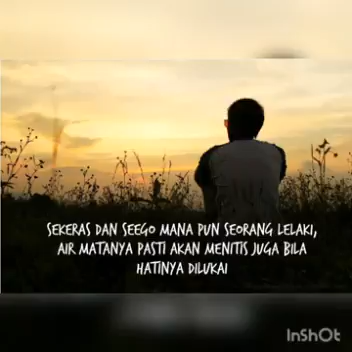 SEKERAS DAN SEEGO MANA PUN SEORANG LELAKI,
AIR MATANYA PASTI AKAN MENITIS JUGA BILA
HATINYA DILUKAI
InShOt